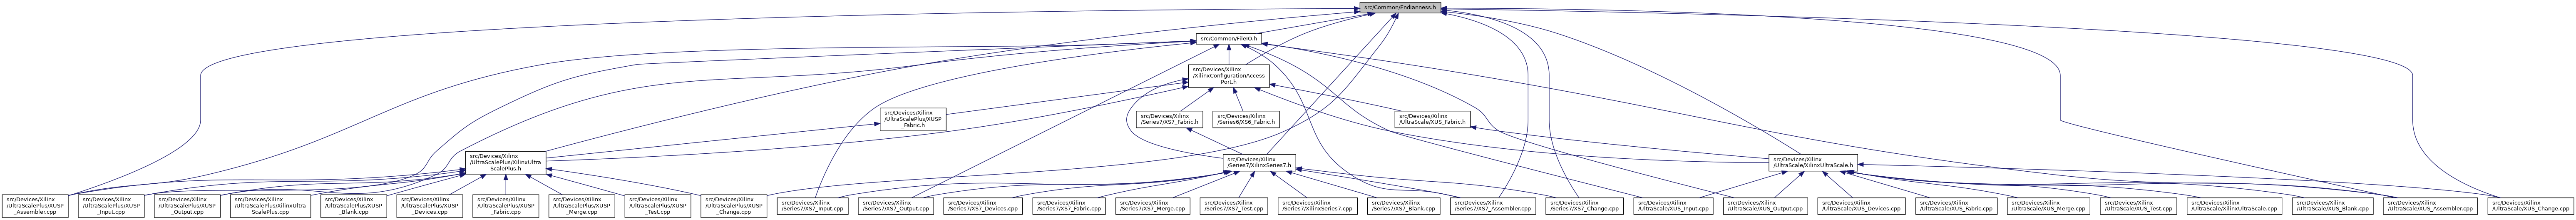 src/Common/Endianness.h
src/Common/FileIO.h
src/Devices/Xilinx
/XilinxConfigurationAccess
Port.h
src/Devices/Xilinx
/UltraScalePlus/XUSP
_Fabric.h
src/Devices/Xilinx
/Series7/XS7_Fabric.h
src/Devices/Xilinx
/Series6/XS6_Fabric.h
src/Devices/Xilinx
/UltraScale/XUS_Fabric.h
src/Devices/Xilinx
/UltraScalePlus/XilinxUltra
ScalePlus.h
src/Devices/Xilinx
/Series7/XilinxSeries7.h
src/Devices/Xilinx
/UltraScale/XilinxUltraScale.h
src/Devices/Xilinx
/UltraScalePlus/XUSP
_Assembler.cpp
src/Devices/Xilinx
/UltraScalePlus/XUSP
_Input.cpp
src/Devices/Xilinx
/UltraScalePlus/XUSP
_Output.cpp
src/Devices/Xilinx
/UltraScalePlus/XilinxUltra
ScalePlus.cpp
src/Devices/Xilinx
/UltraScalePlus/XUSP
_Blank.cpp
src/Devices/Xilinx
/UltraScalePlus/XUSP
_Devices.cpp
src/Devices/Xilinx
/UltraScalePlus/XUSP
_Fabric.cpp
src/Devices/Xilinx
/UltraScalePlus/XUSP
_Merge.cpp
src/Devices/Xilinx
/UltraScalePlus/XUSP
_Test.cpp
src/Devices/Xilinx
/UltraScalePlus/XUSP
_Change.cpp
src/Devices/Xilinx
/Series7/XS7_Input.cpp
src/Devices/Xilinx
/Series7/XS7_Output.cpp
src/Devices/Xilinx
/Series7/XS7_Devices.cpp
src/Devices/Xilinx
/Series7/XS7_Fabric.cpp
src/Devices/Xilinx
/Series7/XS7_Merge.cpp
src/Devices/Xilinx
/Series7/XS7_Test.cpp
src/Devices/Xilinx
/Series7/XilinxSeries7.cpp
src/Devices/Xilinx
/Series7/XS7_Blank.cpp
src/Devices/Xilinx
/Series7/XS7_Assembler.cpp
src/Devices/Xilinx
/Series7/XS7_Change.cpp
src/Devices/Xilinx
/UltraScale/XUS_Input.cpp
src/Devices/Xilinx
/UltraScale/XUS_Output.cpp
src/Devices/Xilinx
/UltraScale/XUS_Devices.cpp
src/Devices/Xilinx
/UltraScale/XUS_Fabric.cpp
src/Devices/Xilinx
/UltraScale/XUS_Merge.cpp
src/Devices/Xilinx
/UltraScale/XUS_Test.cpp
src/Devices/Xilinx
/UltraScale/XilinxUltraScale.cpp
src/Devices/Xilinx
/UltraScale/XUS_Blank.cpp
src/Devices/Xilinx
/UltraScale/XUS_Assembler.cpp
src/Devices/Xilinx
/UltraScale/XUS_Change.cpp